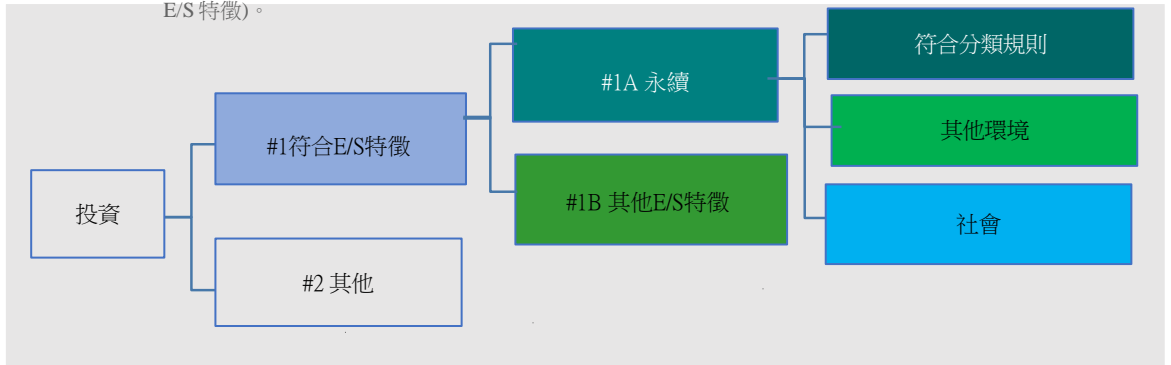 E/S 特徵)。
投資
#1符合E/S特徵
#2 其他
#1A 永續
#1B 其他E/S特徵
符合分類規則
其他環境
社會